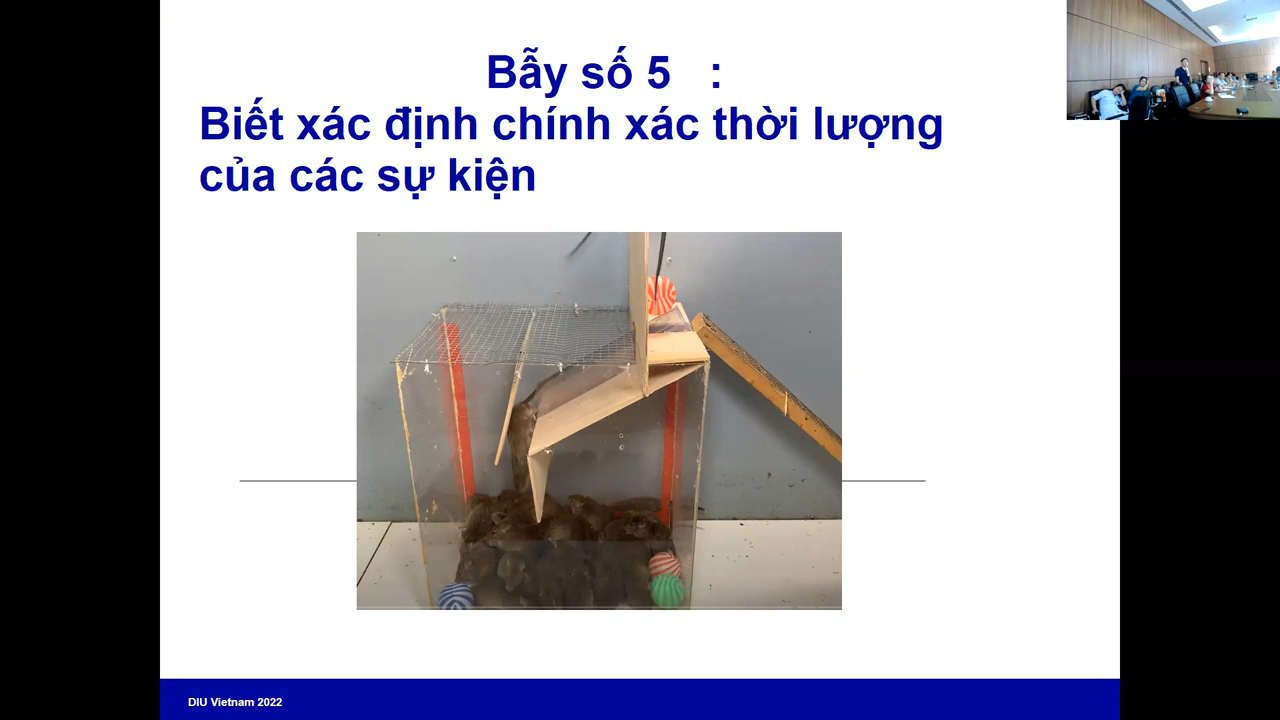 Bẫy số 5 :
Biết xác định chính xác thời lượng
của các sự kiện
DIU Vietnam 2022